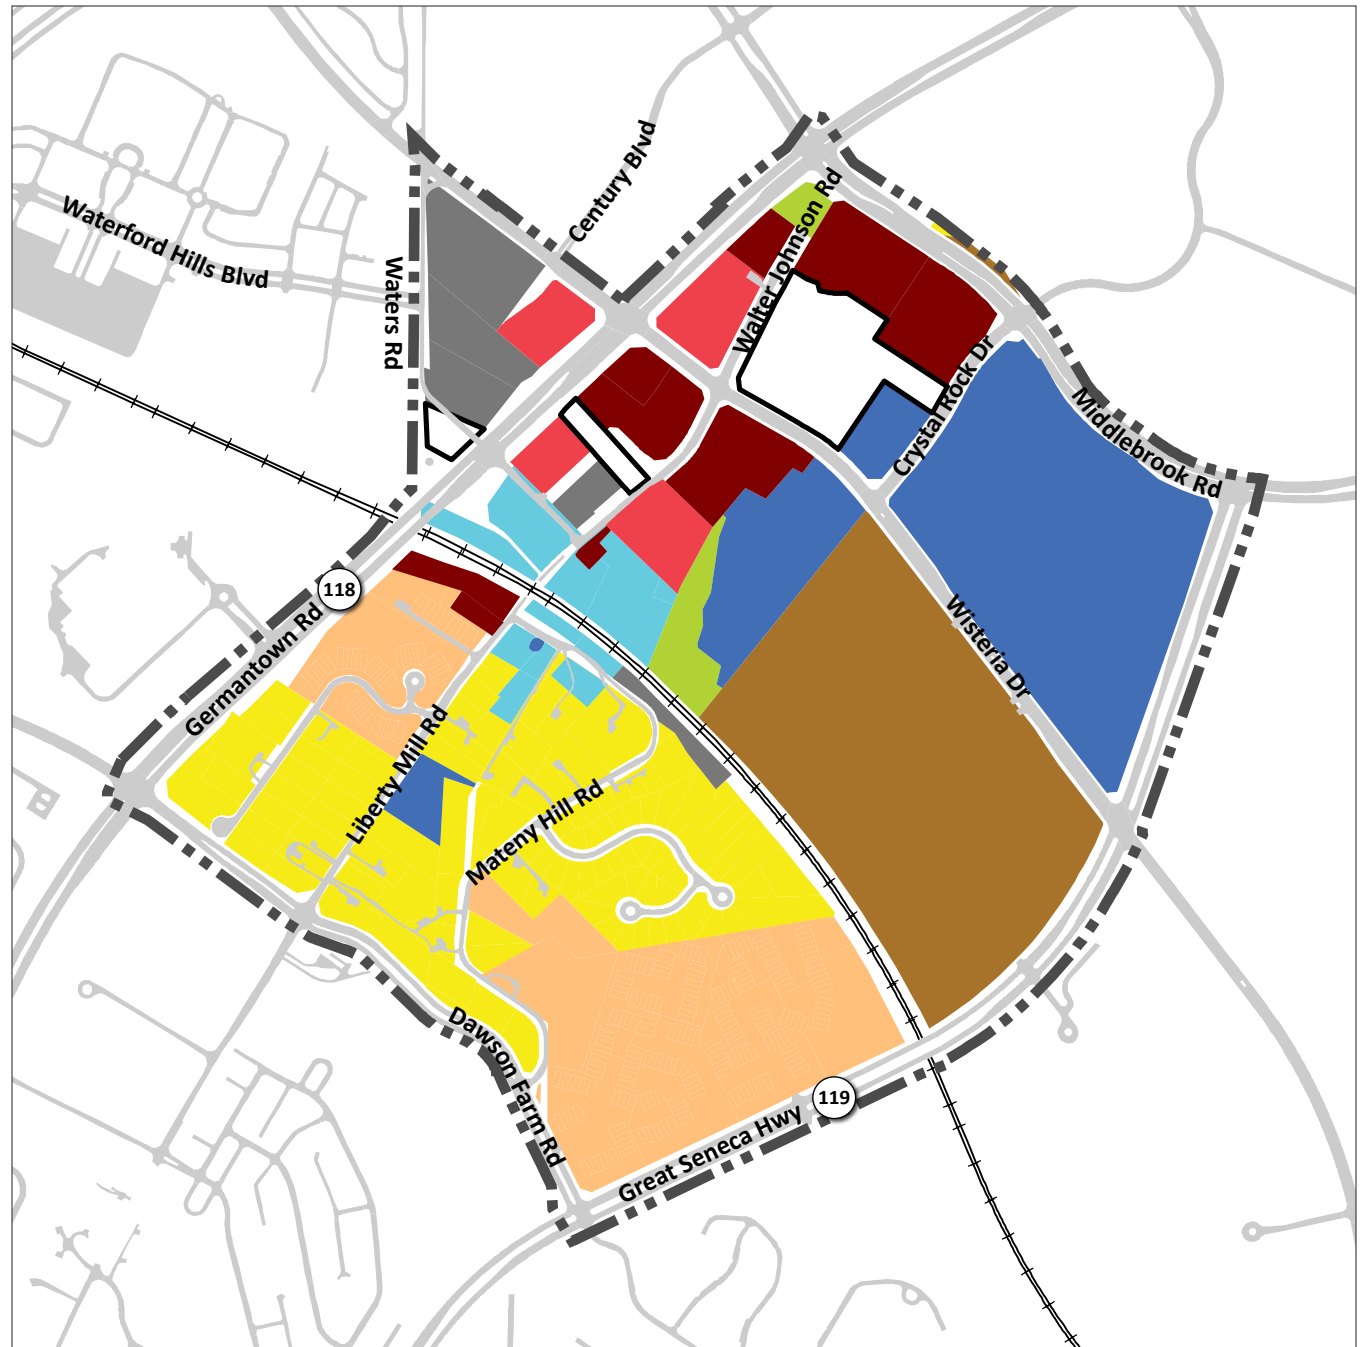 Century Blvd
Walter Johnson Rd
Waterford Hills Blvd
Waters Rd
Crystal Rock Dr
Middlebrook Rd
118
Germantown Rd
Wisteria Dr
Liberty Mill Rd
Mateny Hill Rd
Dawson Farm Rd
119
Great Seneca Hwy